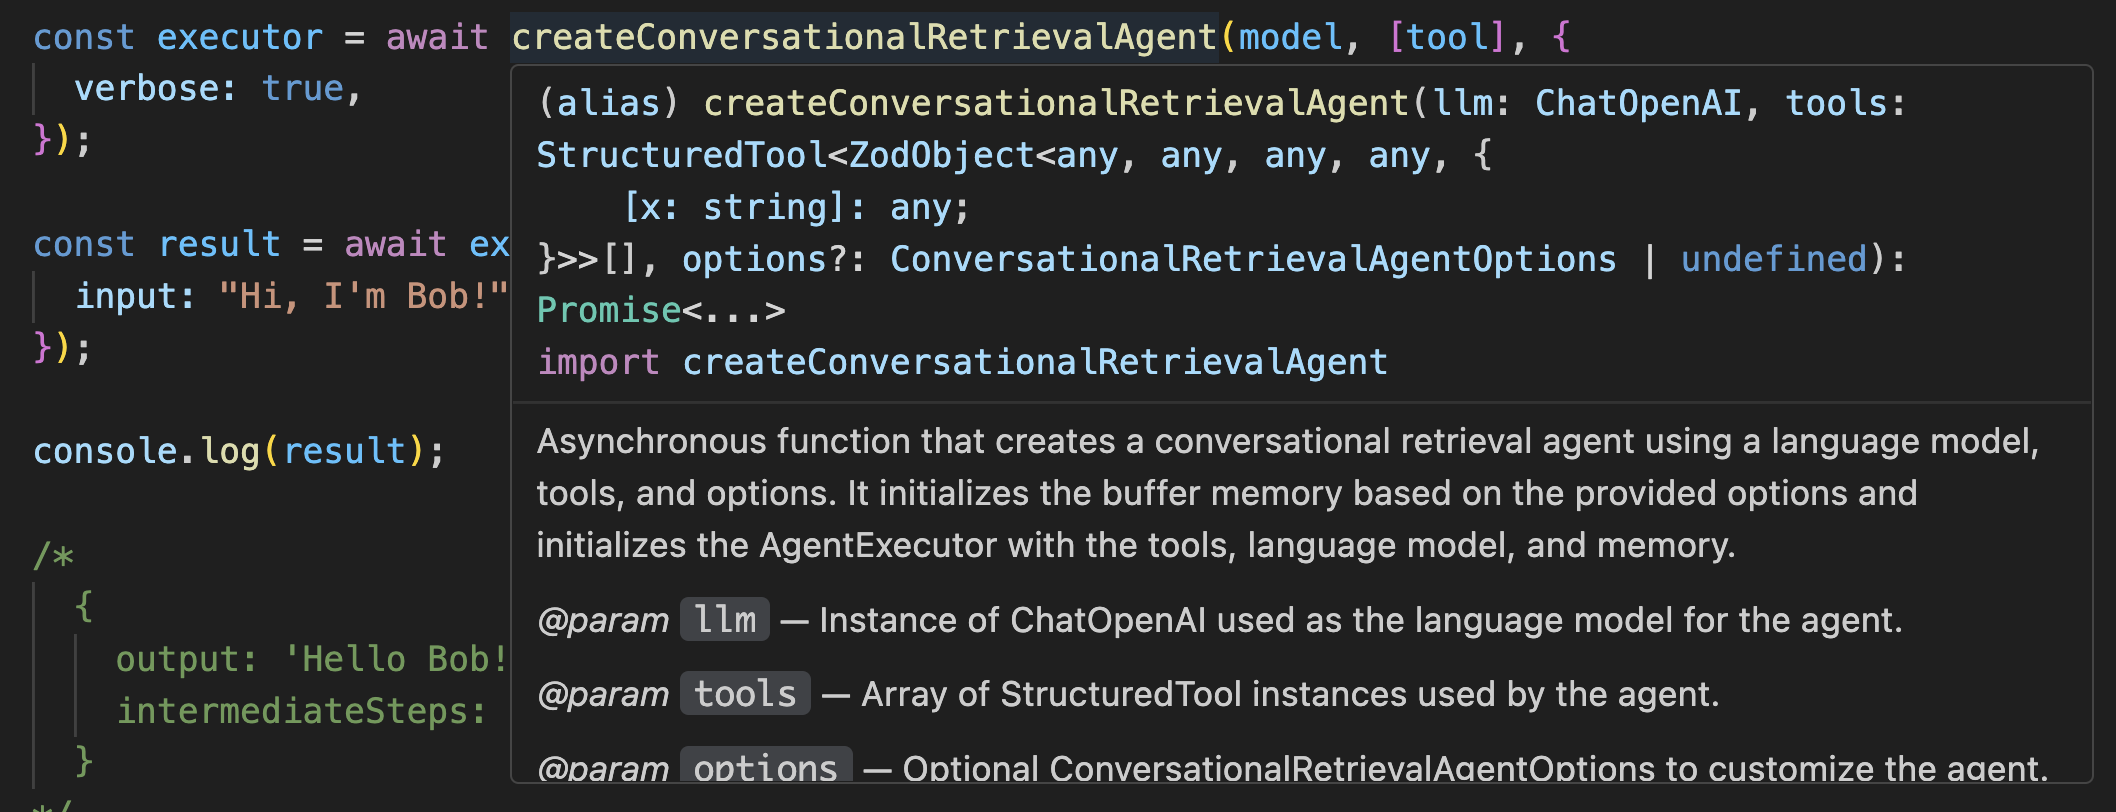 const executor = await createConversationalRetrievalAgent(model, [tool], {
  verbose: true,
});
const result = await ex
  input: "Hi, I'm Bob!"
});
console.log(result);
/*
  {
    output: 'Hello Bob!
    intermediateSteps:
  }
*/
(alias) createConversationalRetrievalAgent(llm: ChatOpenAI, tools:
StructuredTool<ZodObject<any, any, any, any, {
    [x: string]: any;
}>>[], options?: ConversationalRetrievalAgentOptions | undefined):
Promise<...>
import createConversationalRetrievalAgent
Asynchronous function that creates a conversational retrieval agent using a language model,
tools, and options. It initializes the buffer memory based on the provided options and
initializes the AgentExecutor with the tools, language model, and memory.
@param llm — Instance of ChatOpenAI used as the language model for the agent.
@param tools — Array of StructuredTool instances used by the agent.
@param options — Optional ConversationalRetrievalAgentOptions to customize the agent.